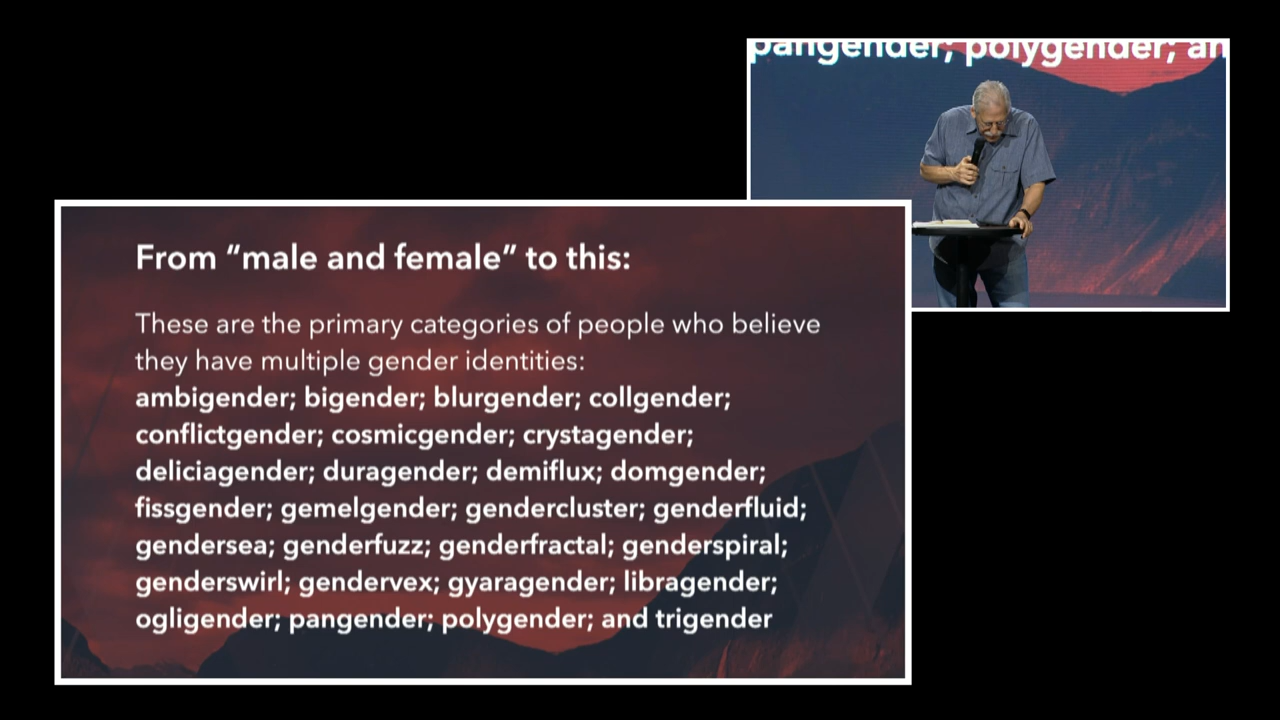 pangender; polygender; an
From “male and female” to this:
These are the primary categories of people who believe
they have multiple gender identities:
ambigender; bigender; blurgender; collgender;
conflictgender; cosmicgender; crystagender;
deliciagender; duragender; demiflux; domgender;
fissgender; gemelgender; gendercluster; genderfluid;
gendersea; genderfuzz; genderfractal; genderspiral;
genderswirl; gendervex; gyaragender; libragender;
ogligender; pangender; polygender; and trigender